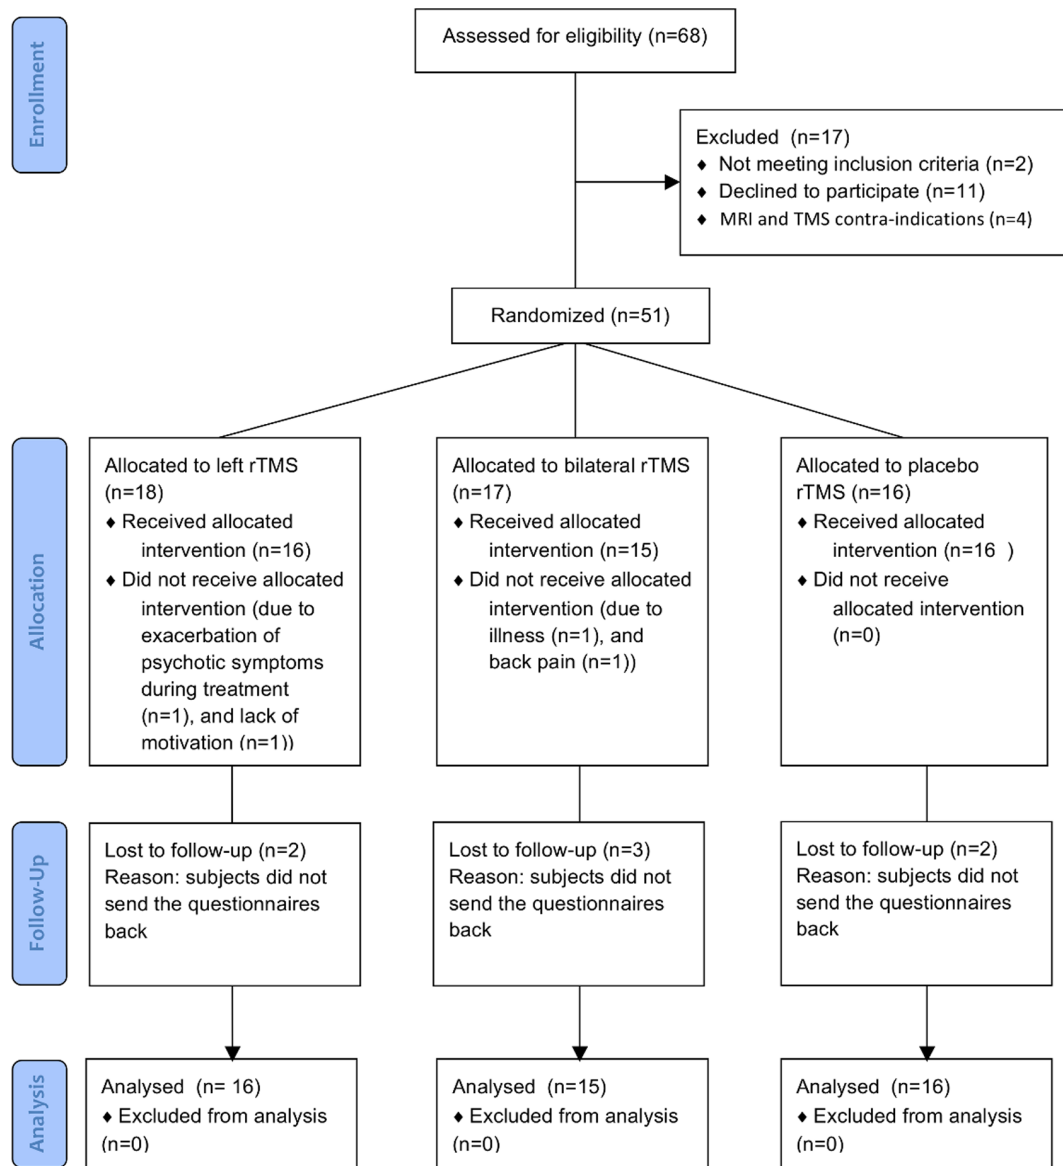 Enrollment
Assessed for eligibility (n=68)
Excluded (n=17)
♦ Not meeting inclusion criteria (n=2)
♦ Declined to participate (n=11)
♦ MRI and TMS contra-indications (n=4)
Randomized (n=51)
Allocation
Allocated to left rTMS
(n=18)
♦ Received allocated
intervention (n=16)
♦ Did not receive allocated
intervention (due to
exacerbation of
psychotic symptoms
during treatment
(n=1), and lack of
motivation (n=1))
Allocated to bilateral rTMS
(n=17)
♦ Received allocated
intervention (n=15)
♦ Did not receive allocated
intervention (due to
illness (n=1), and
back pain (n=1))
Allocated to placebo
rTMS (n=16)
♦ Received allocated
intervention (n=16 )
♦ Did not receive
allocated intervention
(n=0)
Follow-Up
Lost to follow-up (n=2)
Reason: subjects did not
send the questionnaires
back
Lost to follow-up (n=3)
Reason: subjects did not
send the questionnaires
back
Lost to follow-up (n=2)
Reason: subjects did not
send the questionnaires
back
Analysis
Analysed (n= 16)
♦ Excluded from analysis
(n=0)
Analysed (n=15)
♦ Excluded from analysis
(n=0)
Analysed (n=16)
♦ Excluded from analysis
(n=0)